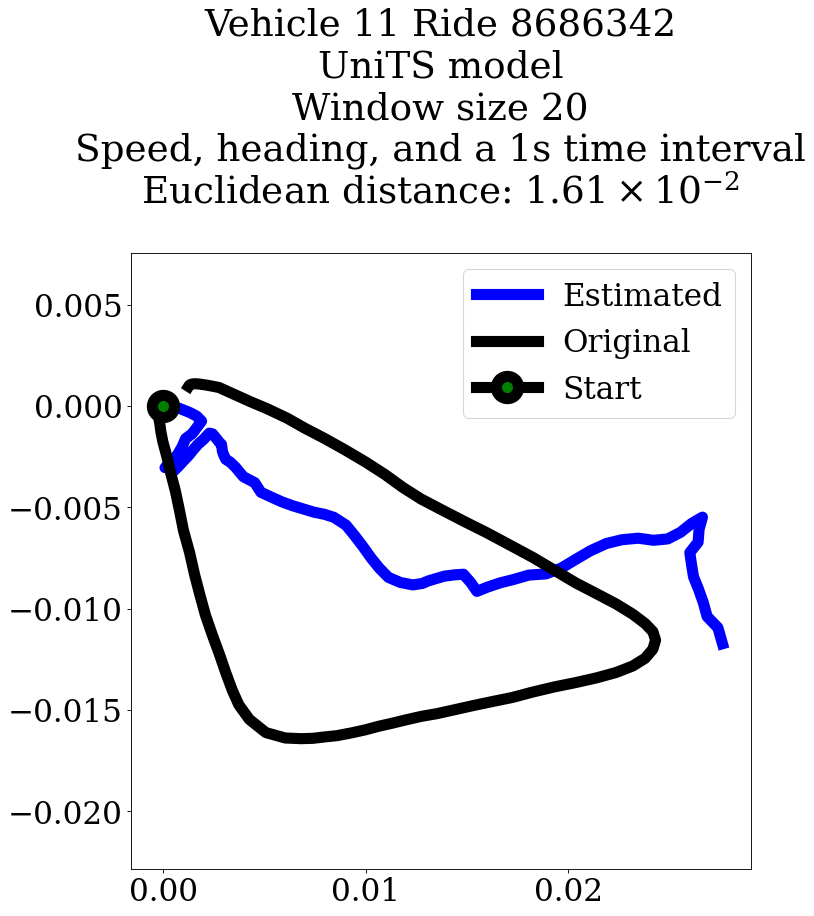 Vehicle 11 Ride 8686342
UniTS model
Window size 20
Speed, heading, and a 1s time interval
Euclidean distance: 1.61 × 10⁻²
Estimated
Original
Start
0.005
0.000
−0.005
−0.010
−0.015
−0.020
0.00 0.01 0.02